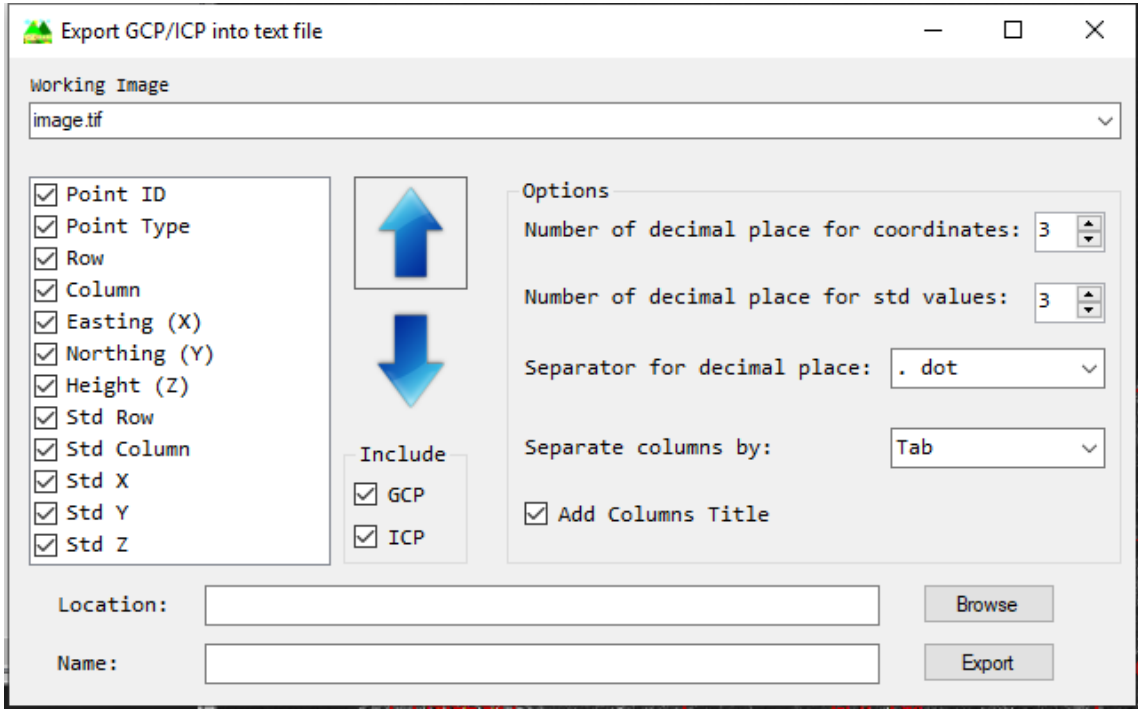 Export GCP/ICP into text file
Working Image
image.tif
Point ID
Point Type
Row
Column
Easting (X)
Northing (Y)
Height (Z)
Std Row
Std Column
Std X
Std Y
Std Z
Include
GCP
ICP
Options
Number of decimal place for coordinates: 3
Number of decimal place for std values: 3
Separator for decimal place: . dot
Separate columns by: Tab
Add Columns Title
Location:
Browse
Name:
Export